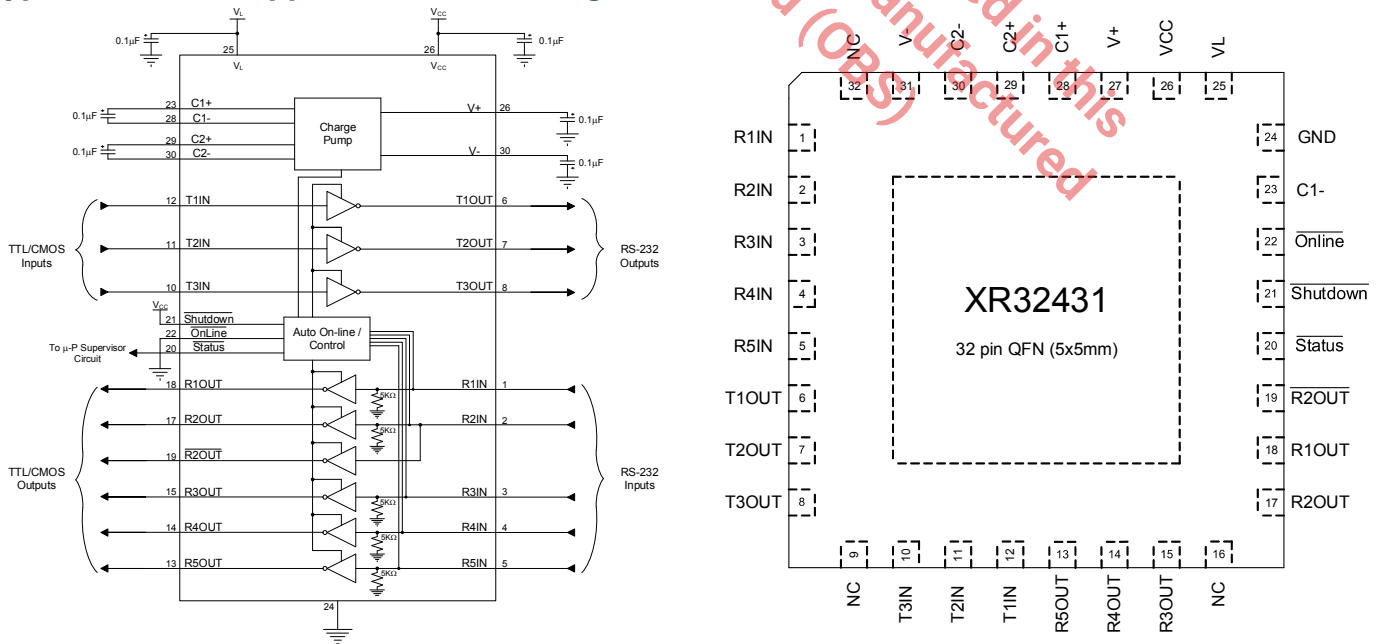 VL
VCC
0.1µF
0.1µF
25
26
VL
VCC
23 C1+
28 C1-
0.1µF
29 C2+
30 C2-
0.1µF
Charge
Pump
V+ 26
0.1µF
V- 30
0.1µF
12 T1IN
T1OUT 6
11 T2IN
T2OUT 7
10 T3IN
T3OUT 8
TTL/CMOS
Inputs
RS-232
Outputs
VCC
21 Shutdown
22 OnLine
20 Status
To µ-P Supervisor
Circuit
Auto On-line /
Control
18 R1OUT
5KΩ
R1IN 1
17 R2OUT
5KΩ
R2IN 2
19 R2OUT
15 R3OUT
5KΩ
R3IN 3
14 R4OUT
5KΩ
R4IN 4
13 R5OUT
5KΩ
R5IN 5
TTL/CMOS
Outputs
RS-232
Inputs
24
NC
V-
C2-
C2+
C1+
V+
VCC
VL
32
31
30
29
28
27
26
25
R1IN 1
R2IN 2
R3IN 3
R4IN 4
R5IN 5
T1OUT 6
T2OUT 7
T3OUT 8
XR32431
32 pin QFN (5x5mm)
24 GND
23 C1-
22 Online
21 Shutdown
20 Status
19 R2OUT
18 R1OUT
17 R2OUT
9
10
11
12
13
14
15
16
NC
T3IN
T2IN
T1IN
R5OUT
R4OUT
R3OUT
NC
in this
(OBS)